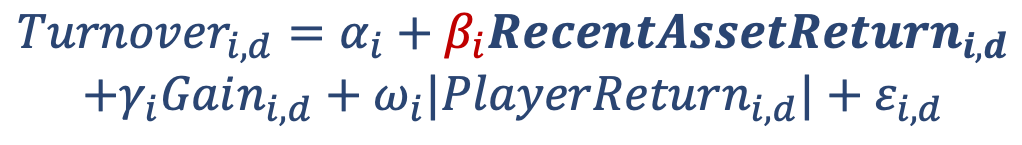 Turnover_{i,d} = α_i + β_i RecentAssetReturn_{i,d}
+γ_i Gain_{i,d} + ω_i|PlayerReturn_{i,d}| + ε_{i,d}